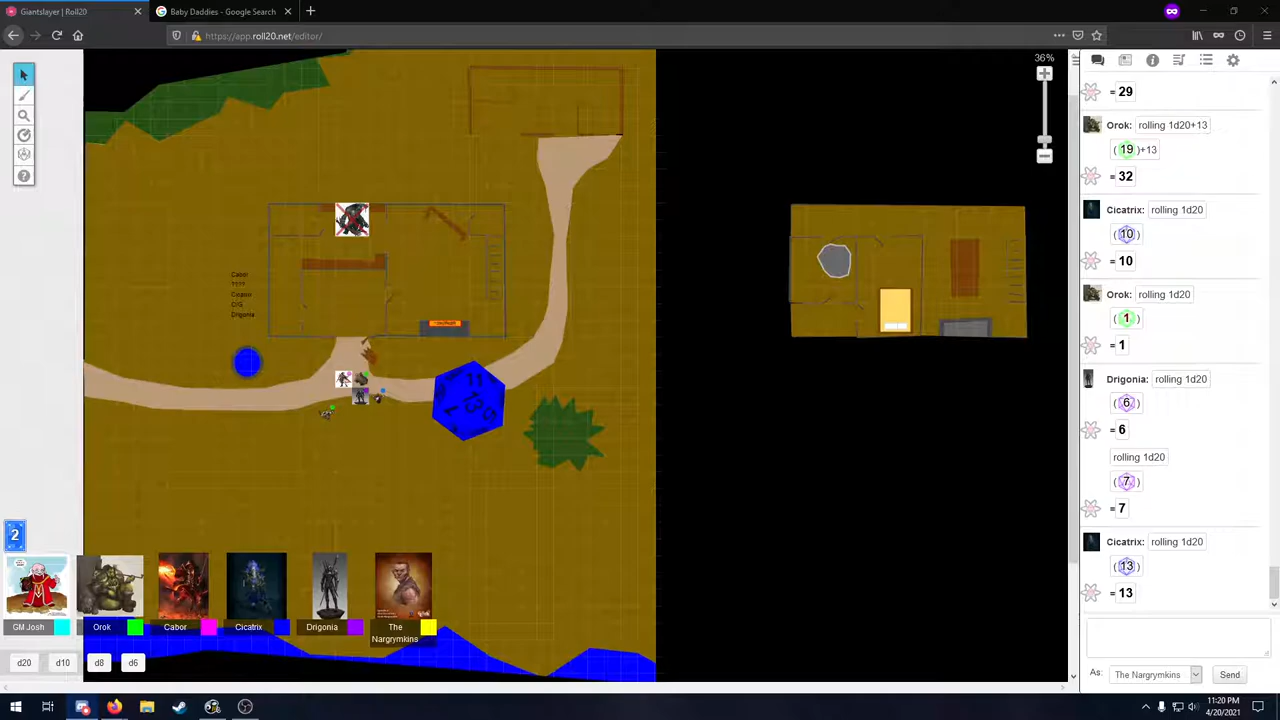 Giantslayer | Roll20
Baby Daddies - Google Search
https://app.roll20.net/editor/
36%
= 29
Orok: rolling 1d20+13
(19)+13
= 32
Cicatrix: rolling 1d20
(10)
= 10
Orok: rolling 1d20
(1)
= 1
Drigonia: rolling 1d20
(6)
= 6
rolling 1d20
(7)
= 7
Cicatrix: rolling 1d20
(13)
= 13
Cabor
????
C/G
Drigonia
11
13
2
GM Josh
Orok
Cabor
Cicatrix
Drigonia
The
Nargrymkins
d20
d10
d8
d6
As:
The Nargrymkins
Send
11:20 PM
4/20/2021